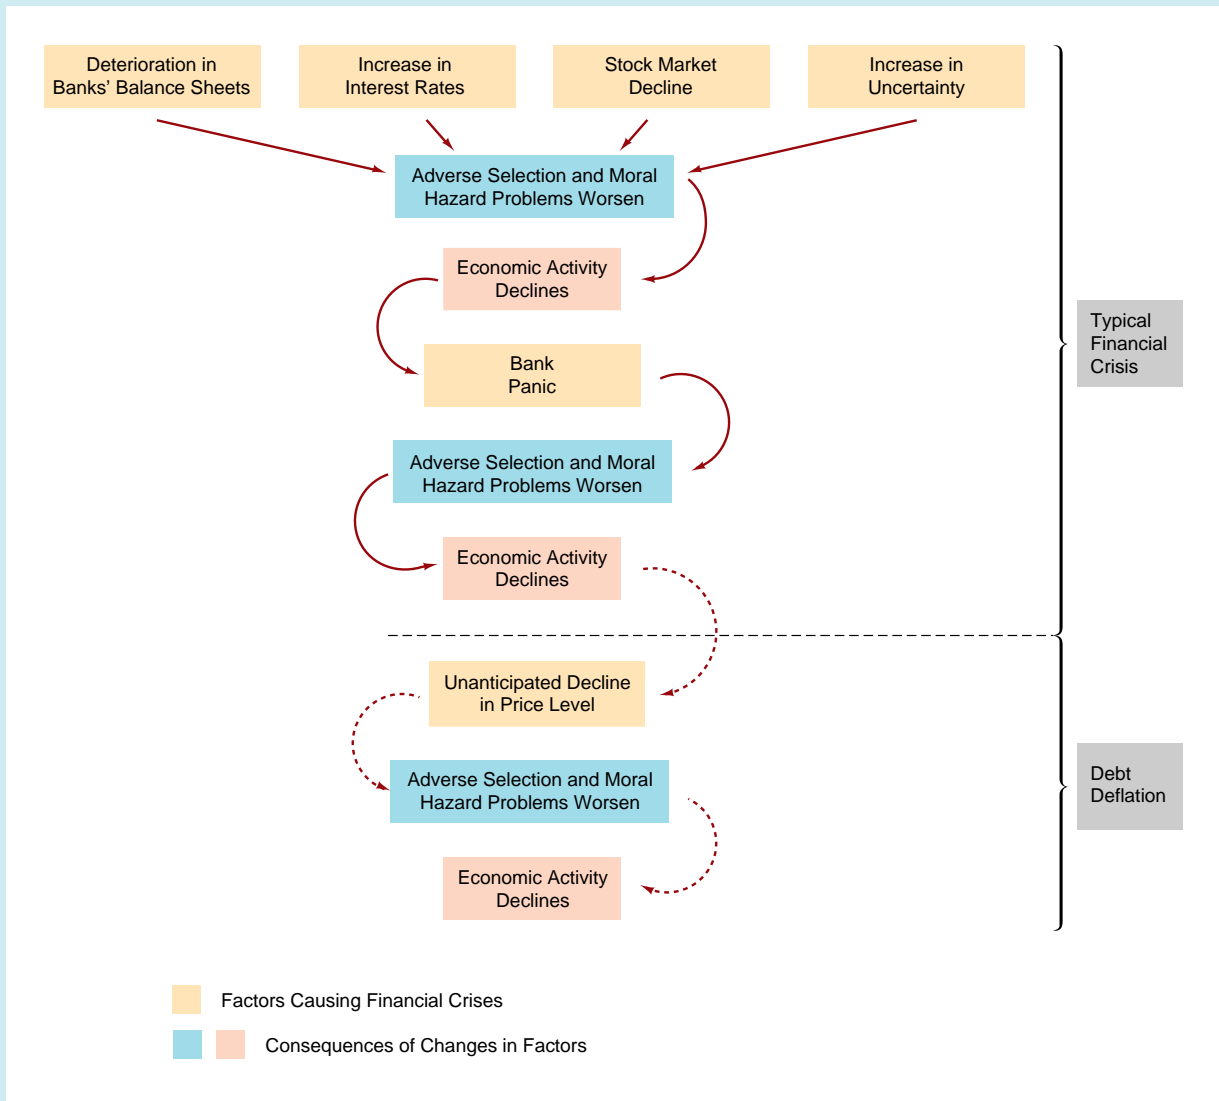 Deterioration in
Banks’ Balance Sheets
Increase in
Interest Rates
Stock Market
Decline
Increase in
Uncertainty
Adverse Selection and Moral
Hazard Problems Worsen
Economic Activity
Declines
Bank
Panic
Adverse Selection and Moral
Hazard Problems Worsen
Economic Activity
Declines
Typical
Financial
Crisis
Unanticipated Decline
in Price Level
Adverse Selection and Moral
Hazard Problems Worsen
Economic Activity
Declines
Debt
Deflation
Factors Causing Financial Crises
Consequences of Changes in Factors